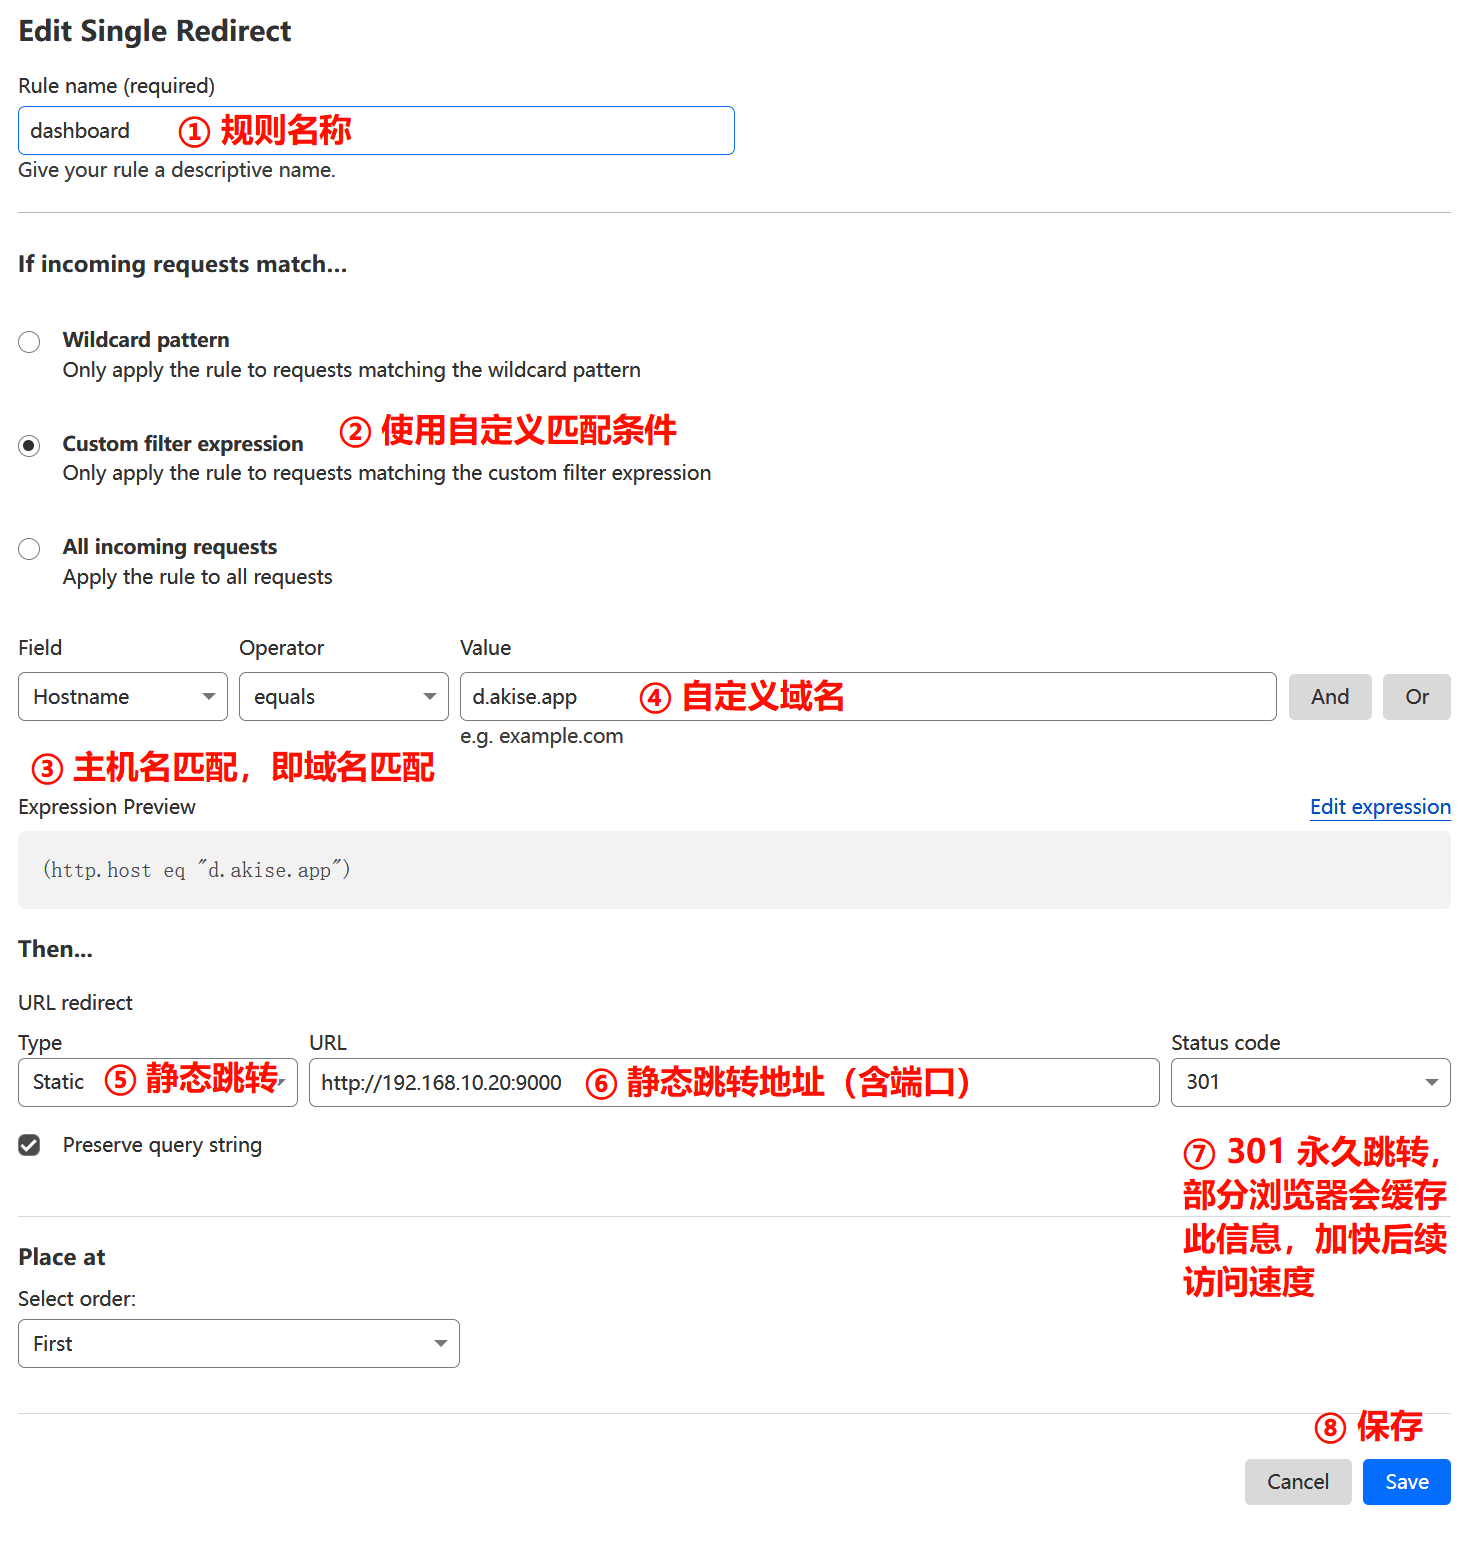 Edit Single Redirect
Rule name (required)
dashboard ① 规则名称
Give your rule a descriptive name.
If incoming requests match...
Wildcard pattern
Only apply the rule to requests matching the wildcard pattern
Custom filter expression ② 使用自定义匹配条件
Only apply the rule to requests matching the custom filter expression
All incoming requests
Apply the rule to all requests
Field Operator Value
Hostname equals d.akise.app ④ 自定义域名 And Or
e.g. example.com
③ 主机名匹配，即域名匹配
Expression Preview Edit expression
(http.host eq "d.akise.app")
Then...
URL redirect
Type URL Status code
Static ⑤ 静态跳转 http://192.168.10.20:9000 ⑥ 静态跳转地址（含端口） 301
Preserve query string
⑦ 301 永久跳转，
部分浏览器会缓存
此信息，加快后续
访问速度
Place at
Select order:
First
⑧ 保存
Cancel Save